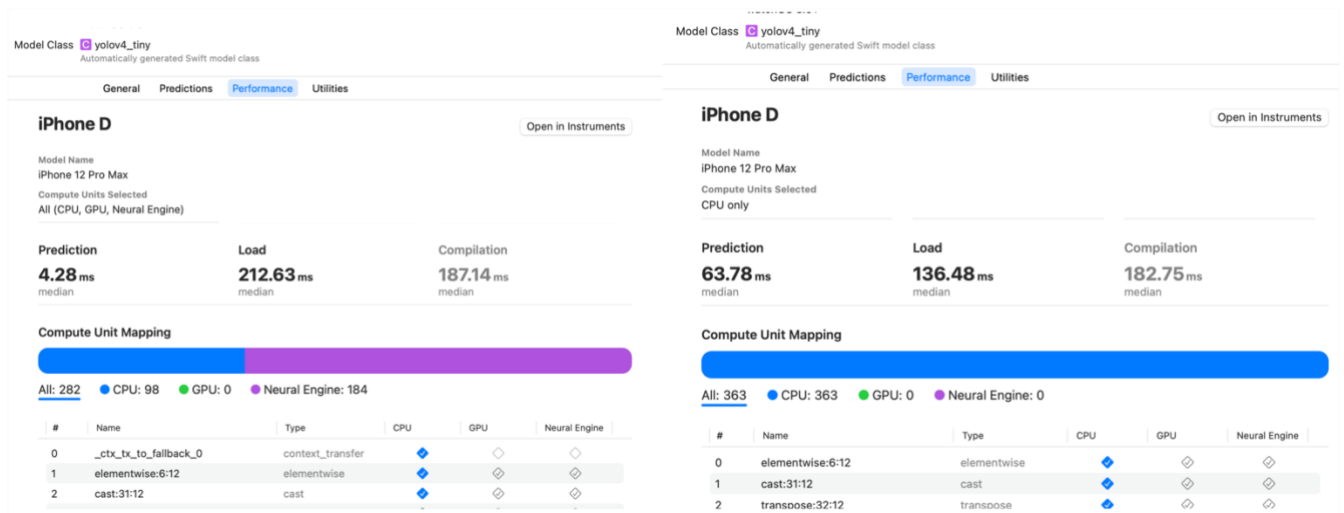 Model Class C yolov4_tiny
Automatically generated Swift model class
General Predictions Performance Utilities
iPhone D
Open in Instruments
Model Name
iPhone 12 Pro Max
Compute Units Selected
All (CPU, GPU, Neural Engine)
Prediction Load Compilation
4.28 ms 212.63 ms 187.14 ms
median median median
Compute Unit Mapping
All: 282 CPU: 98 GPU: 0 Neural Engine: 184
# Name Type CPU GPU Neural Engine
0 _ctx_tx_to_fallback_0 context_transfer
1 elementwise:6:12 elementwise
2 cast:31:12 cast
Model Class C yolov4_tiny
Automatically generated Swift model class
General Predictions Performance Utilities
iPhone D
Open in Instruments
Model Name
iPhone 12 Pro Max
Compute Units Selected
CPU only
Prediction Load Compilation
63.78 ms 136.48 ms 182.75 ms
median median median
Compute Unit Mapping
All: 363 CPU: 363 GPU: 0 Neural Engine: 0
# Name Type CPU GPU Neural Engine
0 elementwise:6:12 elementwise
1 cast:31:12 cast
2 transpose:32:12 transpose